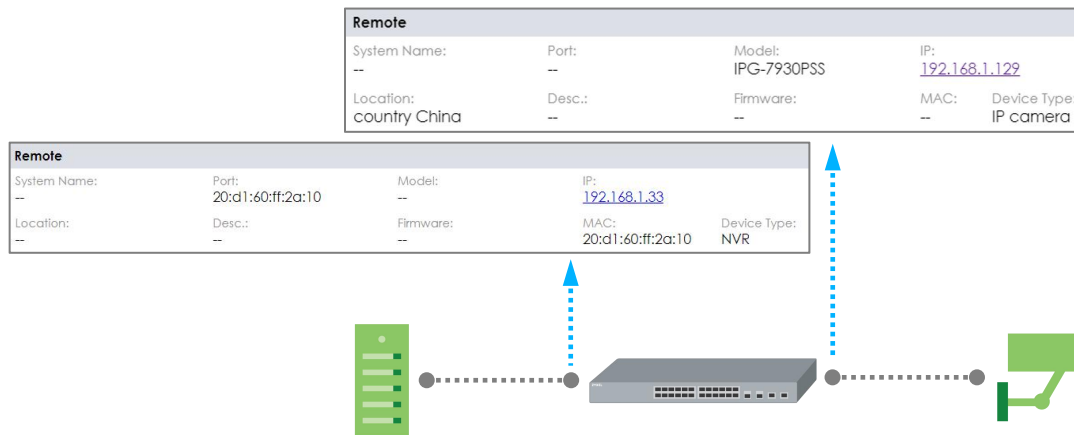 Remote
System Name: Port: Model: IP:
-- -- IPG-7930PSS 192.168.1.129
Location: Desc.: Firmware: MAC: Device Type:
country China -- -- -- IP camera
Remote
System Name: Port: Model: IP:
-- 20:d1:60:ff:2a:10 -- 192.168.1.33
Location: Desc.: Firmware: MAC: Device Type:
-- -- -- 20:d1:60:ff:2a:10 NVR